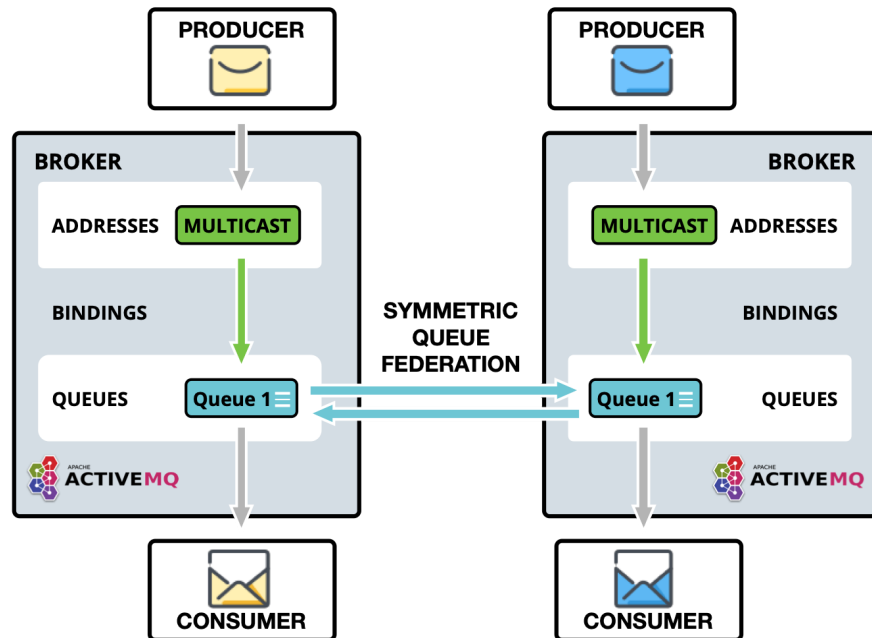 PRODUCER
PRODUCER
BROKER
BROKER
ADDRESSES
MULTICAST
MULTICAST
ADDRESSES
BINDINGS
BINDINGS
SYMMETRIC
QUEUE
FEDERATION
QUEUES
Queue 1
Queue 1
QUEUES
APACHE
ACTIVEMQ
APACHE
ACTIVEMQ
CONSUMER
CONSUMER